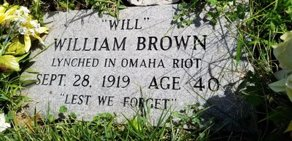 "WILL"
WILLIAM BROWN
LYNCHED IN OMAHA RIOT
SEPT. 28, 1919 AGE 40
"LEST WE FORGET"